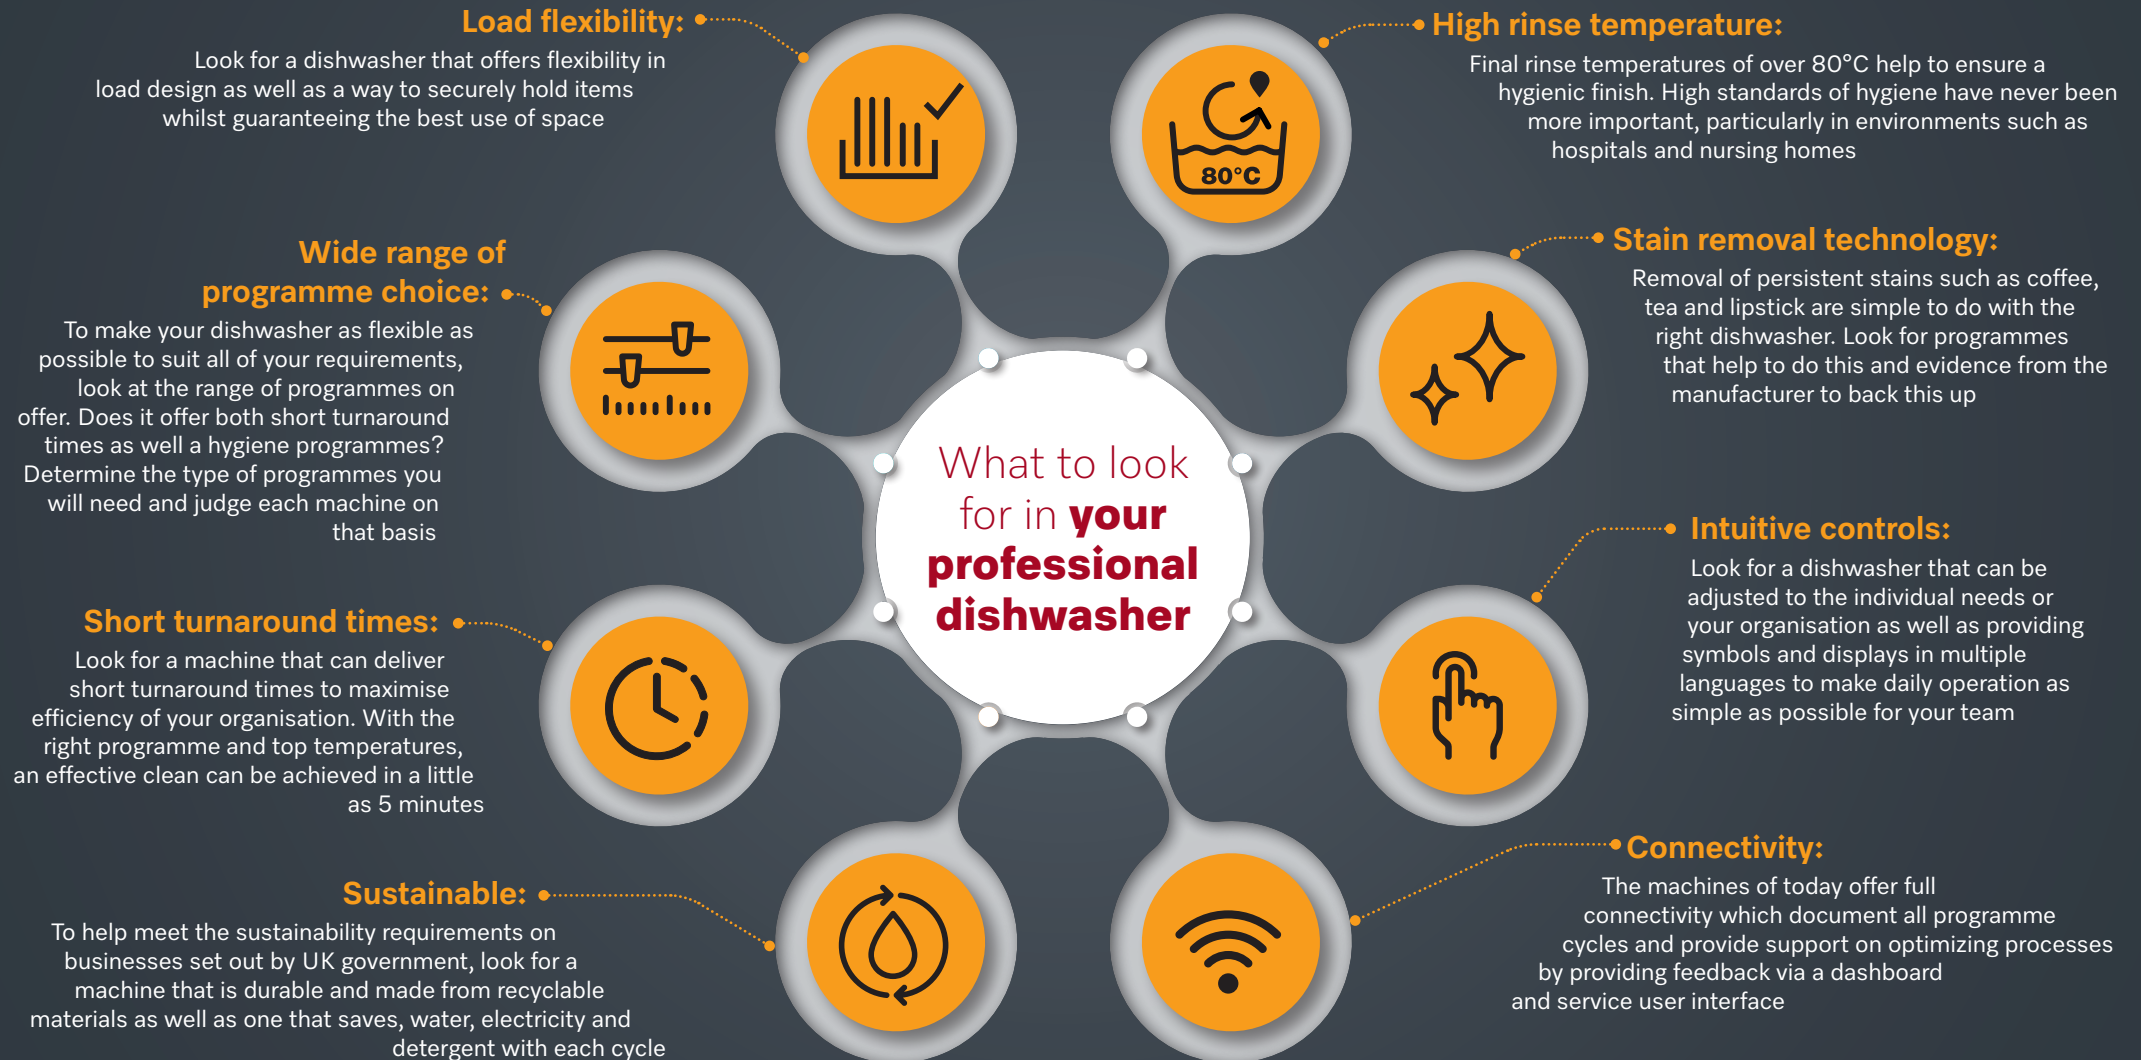 Load flexibility:
Look for a dishwasher that offers flexibility in
load design as well as a way to securely hold items
whilst guaranteeing the best use of space
High rinse temperature:
Final rinse temperatures of over 80°C help to ensure a
hygienic finish. High standards of hygiene have never been
more important, particularly in environments such as
hospitals and nursing homes
80°C
Wide range of
programme choice:
To make your dishwasher as flexible as
possible to suit all of your requirements,
look at the range of programmes on
offer. Does it offer both short turnaround
times as well a hygiene programmes?
Determine the type of programmes you
will need and judge each machine on
that basis
Stain removal technology:
Removal of persistent stains such as coffee,
tea and lipstick are simple to do with the
right dishwasher. Look for programmes
that help to do this and evidence from the
manufacturer to back this up
What to look
for in your
professional
dishwasher
Short turnaround times:
Look for a machine that can deliver
short turnaround times to maximise
efficiency of your organisation. With the
right programme and top temperatures,
an effective clean can be achieved in a little
as 5 minutes
Intuitive controls:
Look for a dishwasher that can be
adjusted to the individual needs or
your organisation as well as providing
symbols and displays in multiple
languages to make daily operation as
simple as possible for your team
Sustainable:
To help meet the sustainability requirements on
businesses set out by UK government, look for a
machine that is durable and made from recyclable
materials as well as one that saves, water, electricity and
detergent with each cycle
Connectivity:
The machines of today offer full
connectivity which document all programme
cycles and provide support on optimizing processes
by providing feedback via a dashboard
and service user interface